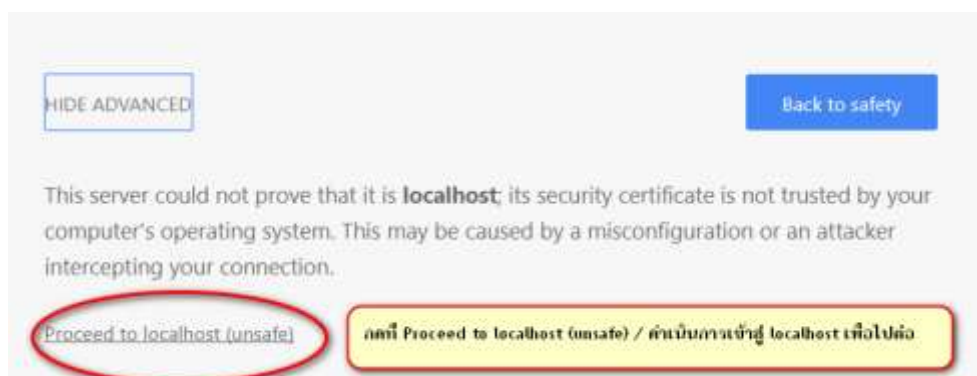 HIDE ADVANCED
Back to safety
This server could not prove that it is localhost; its security certificate is not trusted by your
computer's operating system. This may be caused by a misconfiguration or an attacker
intercepting your connection.
Proceed to localhost (unsafe)
กดที่ Proceed to localhost (unsafe) / ดำเนินการเข้าสู่ localhost เพื่อไปต่อ